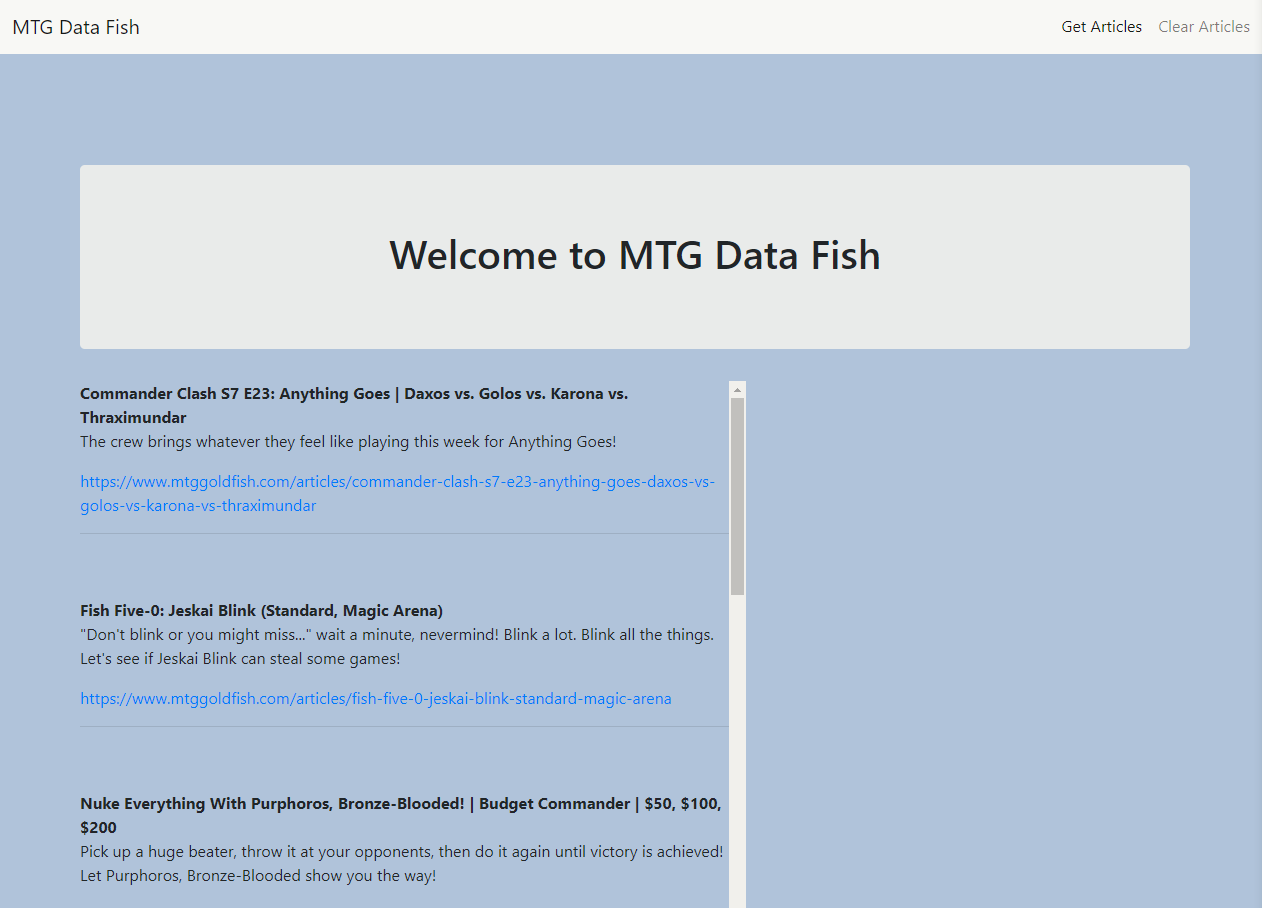 MTG Data Fish
Get Articles Clear Articles
Welcome to MTG Data Fish
Commander Clash S7 E23: Anything Goes | Daxos vs. Golos vs. Karona vs.
Thraximundar
The crew brings whatever they feel like playing this week for Anything Goes!
https://www.mtggoldfish.com/articles/commander-clash-s7-e23-anything-goes-daxos-vs-
golos-vs-karona-vs-thraximundar
Fish Five-0: Jeskai Blink (Standard, Magic Arena)
"Don't blink or you might miss..." wait a minute, nevermind! Blink a lot. Blink all the things.
Let's see if Jeskai Blink can steal some games!
https://www.mtggoldfish.com/articles/fish-five-0-jeskai-blink-standard-magic-arena
Nuke Everything With Purphoros, Bronze-Blooded! | Budget Commander | $50, $100,
$200
Pick up a huge beater, throw it at your opponents, then do it again until victory is achieved!
Let Purphoros, Bronze-Blooded show you the way!